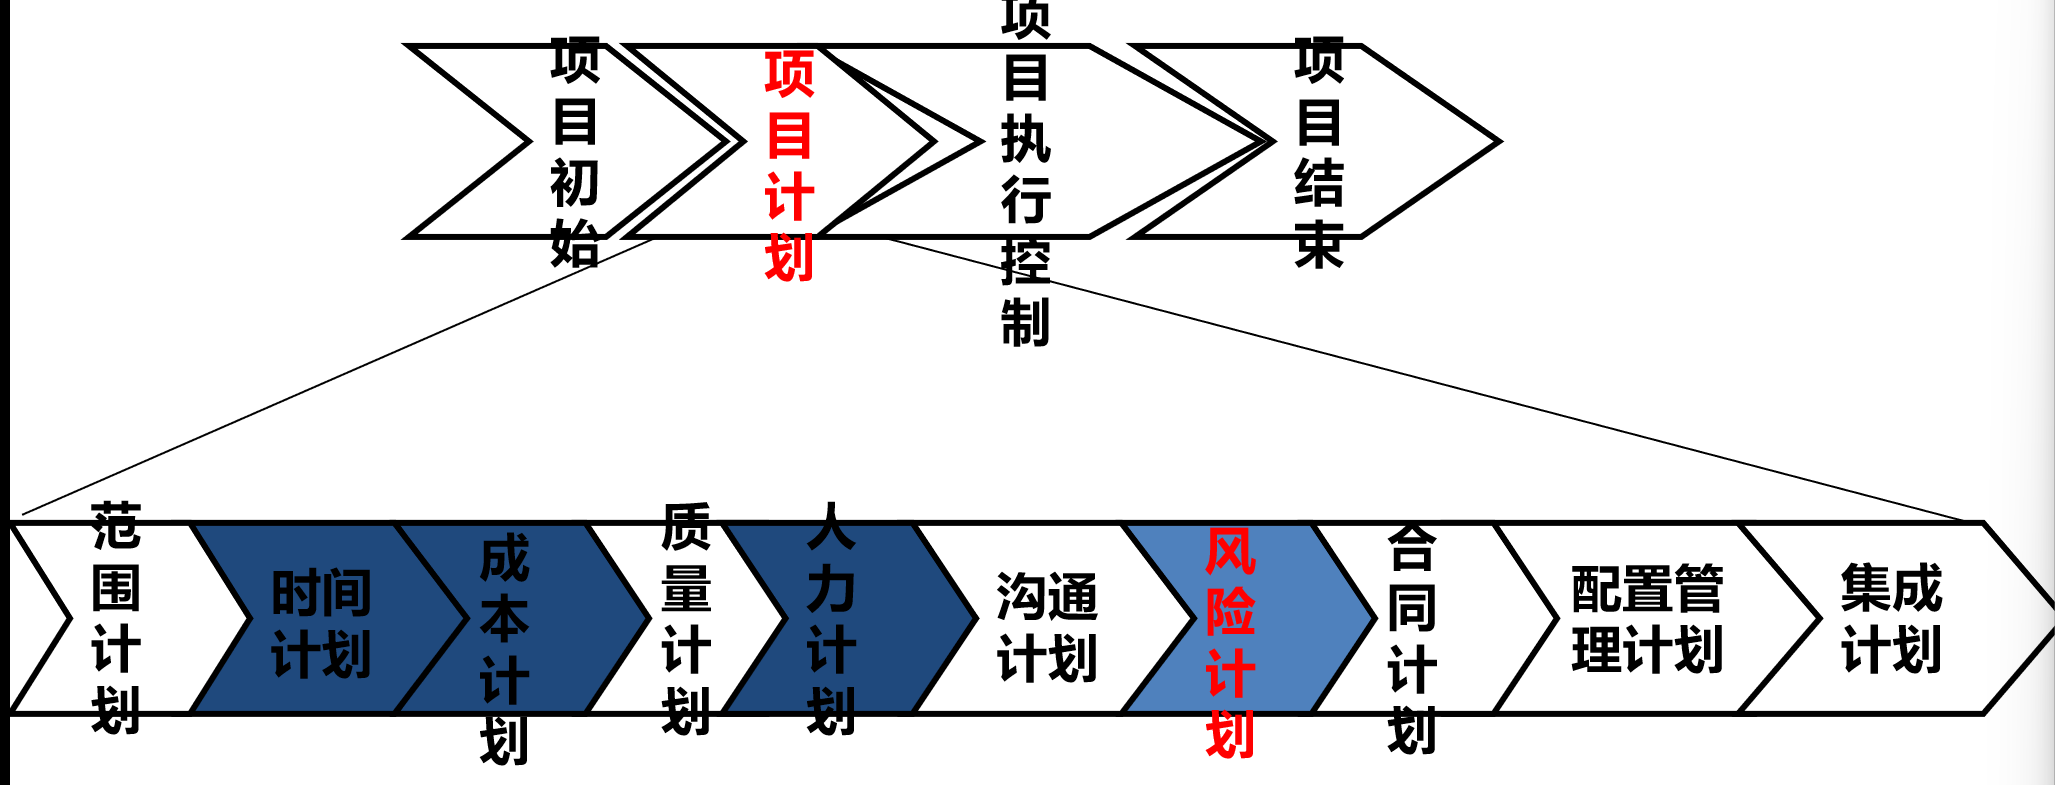 项目初始
项目计划
项目执行控制
项目结束
范围计划
时间
计划
成本计划
质量计划
人力计划
沟通
计划
风险计划
合同计划
配置管
理计划
集成
计划